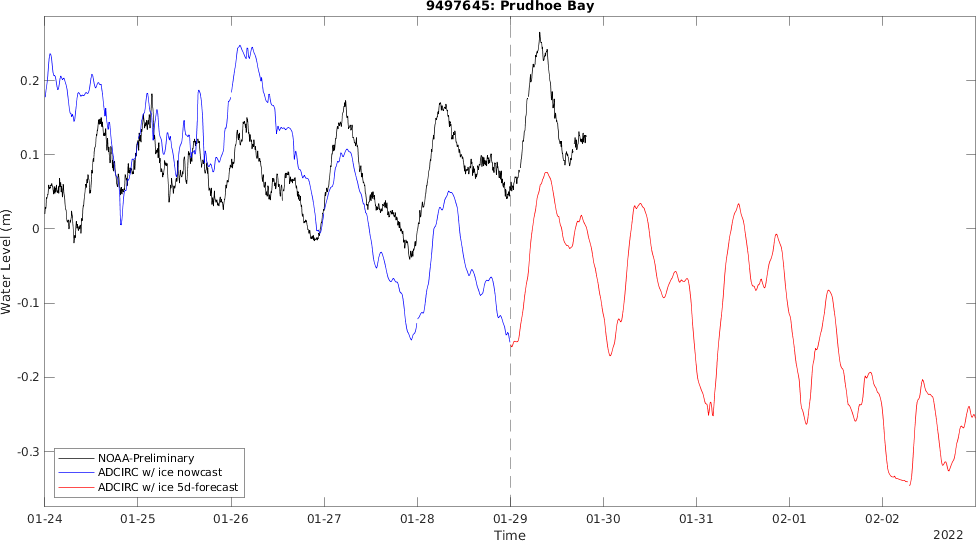 9497645: Prudhoe Bay
Water Level (m)
0.2
0.1
0
-0.1
-0.2
-0.3
NOAA-Preliminary
ADCIRC w/ ice nowcast
ADCIRC w/ ice 5d-forecast
01-24 01-25 01-26 01-27 01-28 01-29 01-30 01-31 02-01 02-02
Time
2022